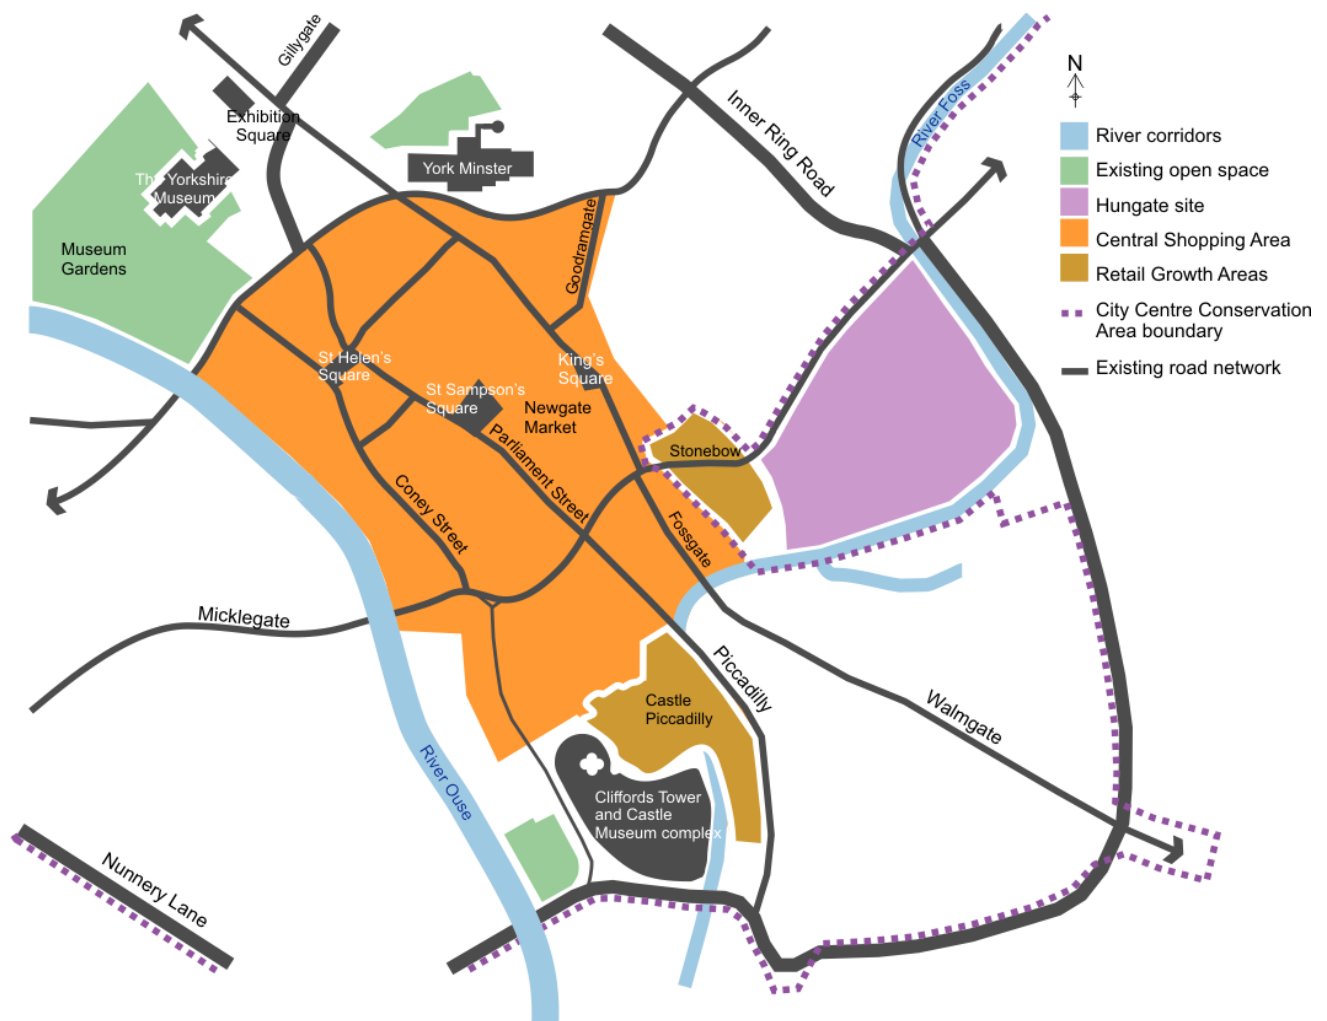 Gillygate
Exhibition
Square
York Minster
The Yorkshire
Museum
Museum
Gardens
Inner Ring Road
River Foss
N
River corridors
Existing open space
Hungate site
Central Shopping Area
Retail Growth Areas
City Centre Conservation
Area boundary
Existing road network
Goodramgate
St Helen's
Square
King's
Square
St Sampson's
Square
Newgate
Market
Stonebow
Parliament Street
Coney Street
Fossgate
Micklegate
Piccadilly
Castle
Piccadilly
Walmgate
River Ouse
Cliffords Tower
and Castle
Museum complex
Nunnery Lane